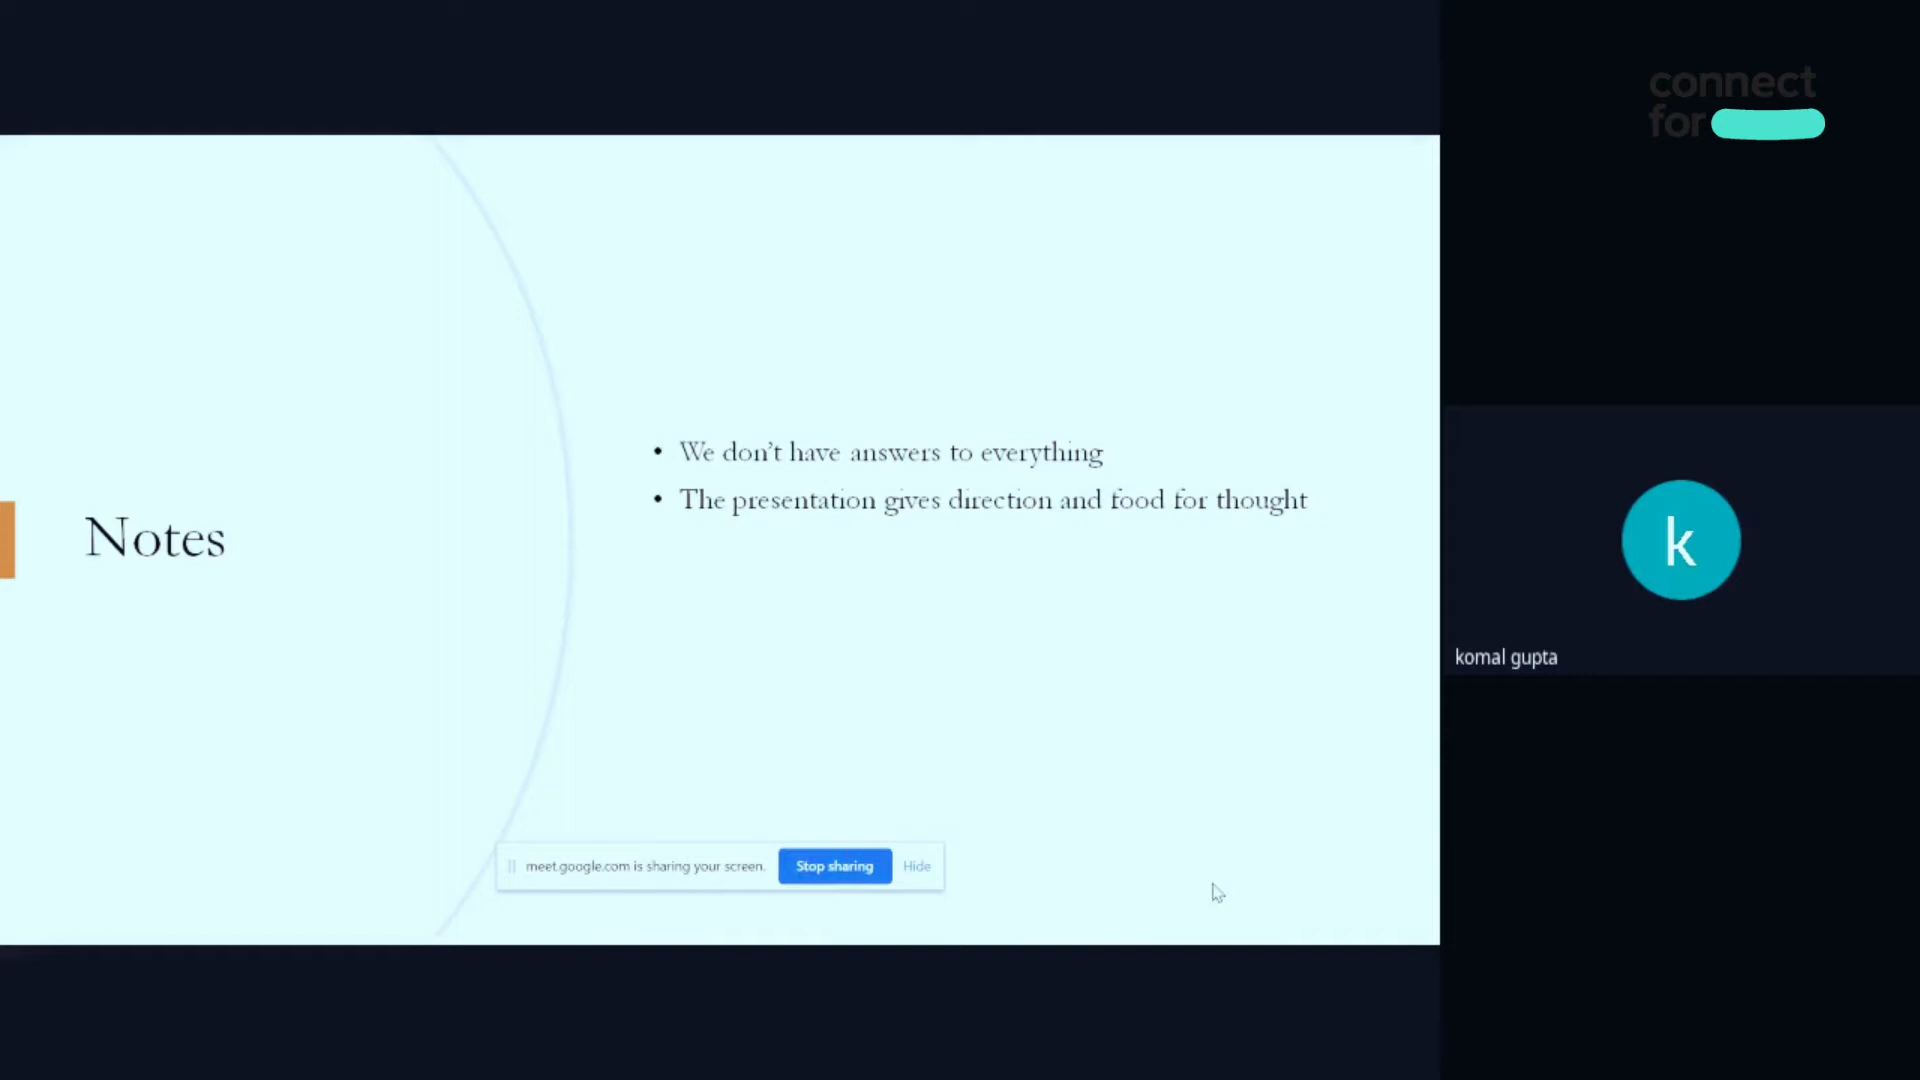 connect
for
Notes
• We don't have answers to everything
• The presentation gives direction and food for thought
k
komal gupta
meet.google.com is sharing your screen.
Stop sharing
Hide